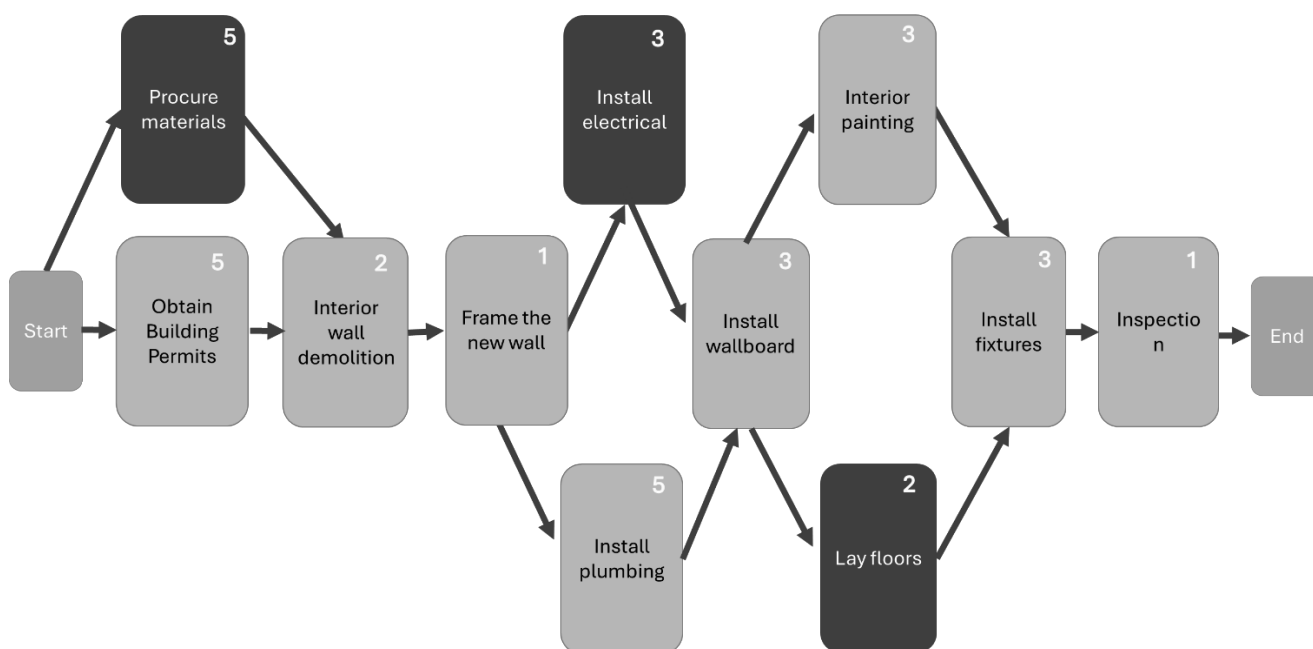 5
Procure
materials
3
Install
electrical
3
Interior
painting
Start
5
Obtain
Building
Permits
2
Interior
wall
demolition
1
Frame the
new wall
3
Install
wallboard
3
Install
fixtures
1
Inspectio
n
End
5
Install
plumbing
2
Lay floors